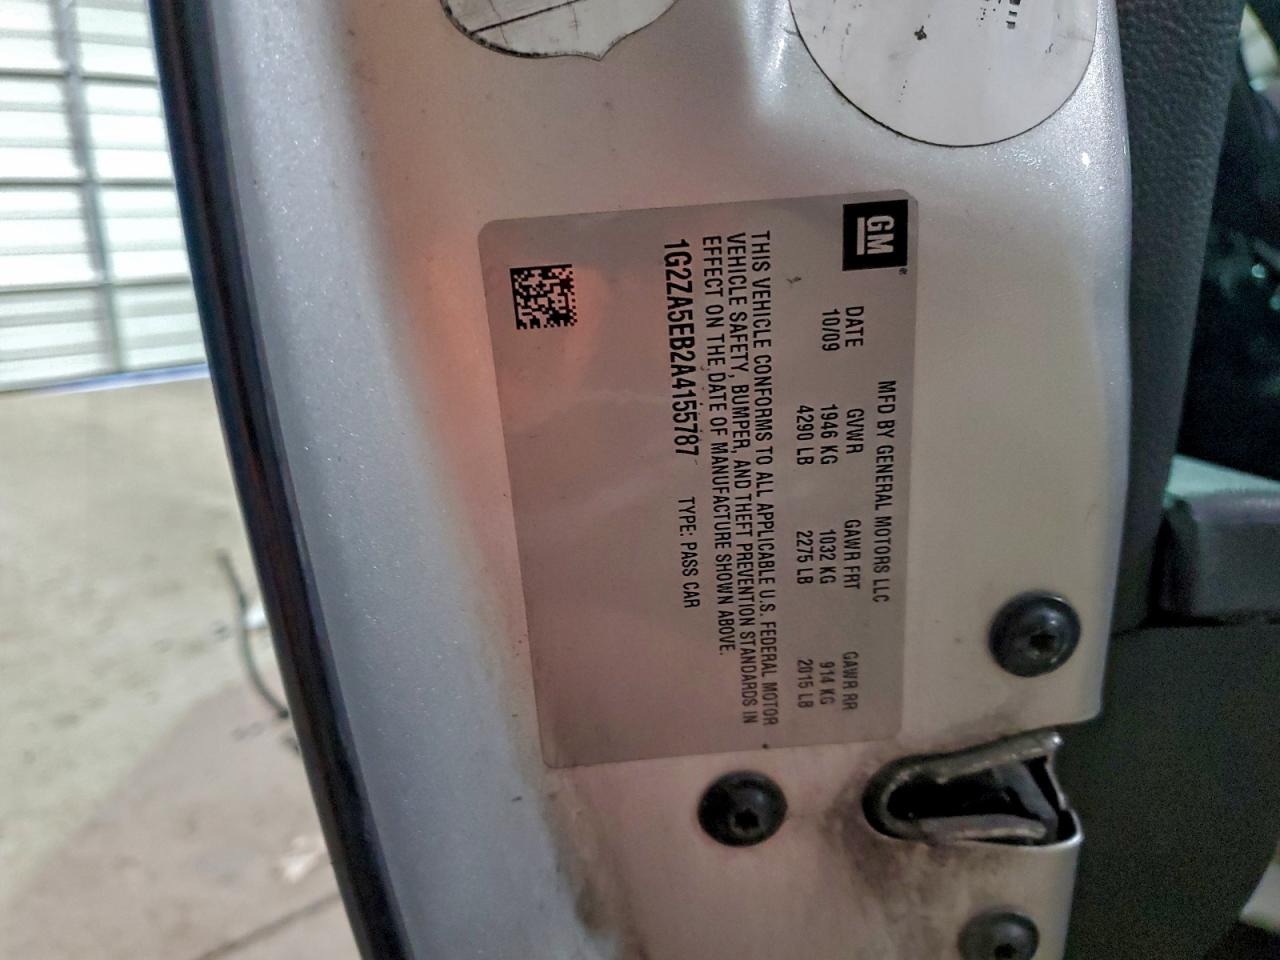 GM
MFD BY GENERAL MOTORS LLC
DATE GVWR GAWR FRT GAWR RR
10/09 1946 KG 1032 KG 914 KG
4290 LB 2275 LB 2015 LB
THIS VEHICLE CONFORMS TO ALL APPLICABLE U.S. FEDERAL MOTOR
VEHICLE SAFETY, BUMPER, AND THEFT PREVENTION STANDARDS IN
EFFECT ON THE DATE OF MANUFACTURE SHOWN ABOVE.
1G2ZA5EB2A4155787 TYPE: PASS CAR